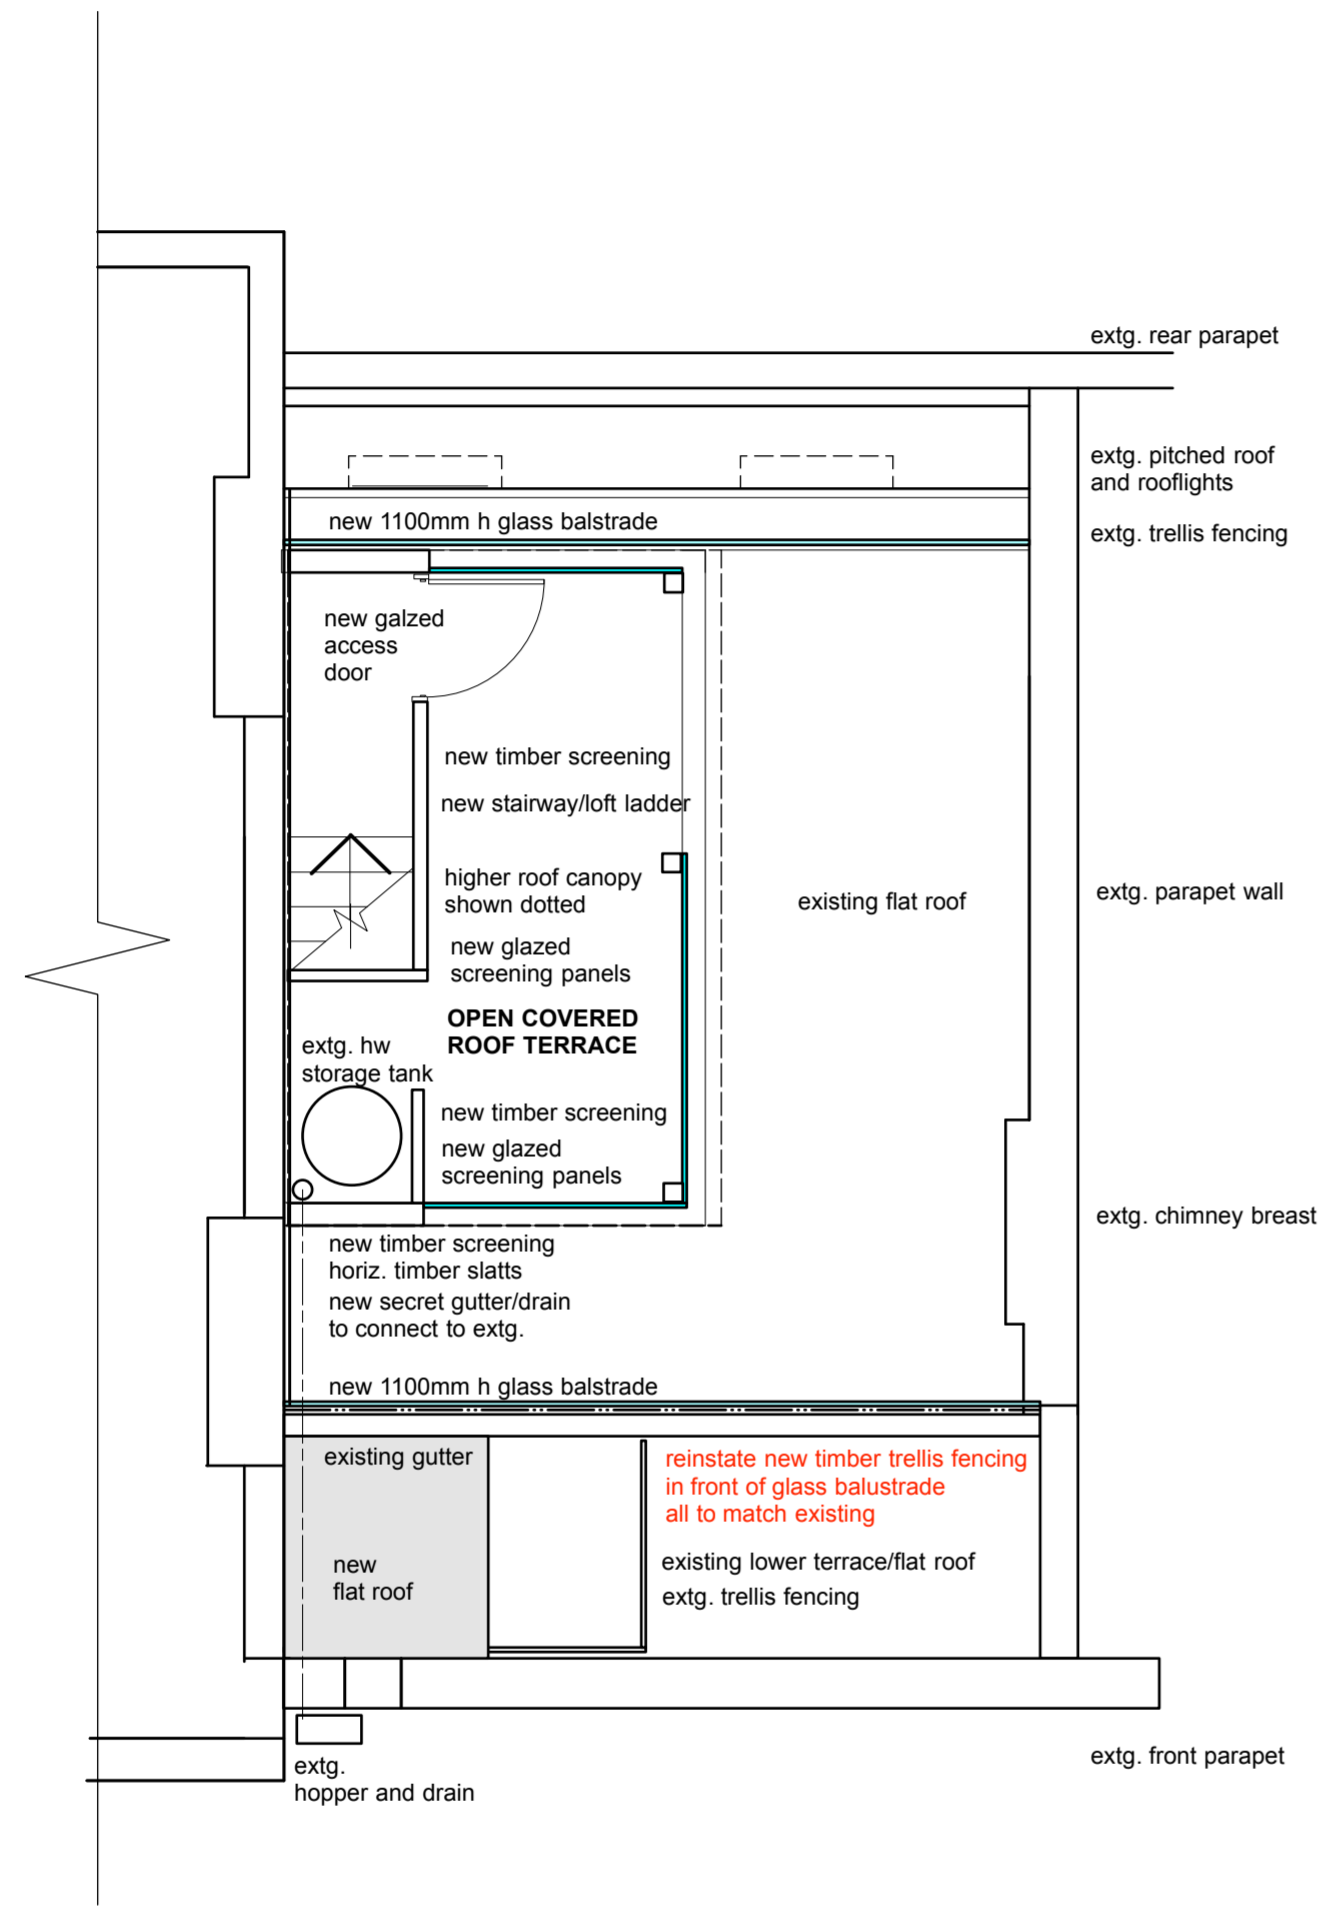 extg. rear parapet
extg. pitched roof
and rooflights
new 1100mm h glass balstrade
extg. trellis fencing
new galzed
access
door
new timber screening
new stairway/loft ladder
higher roof canopy
shown dotted
existing flat roof
extg. parapet wall
new glazed
screening panels
OPEN COVERED
ROOF TERRACE
extg. hw
storage tank
new timber screening
new glazed
screening panels
extg. chimney breast
new timber screening
horiz. timber slatts
new secret gutter/drain
to connect to extg.
new 1100mm h glass balstrade
existing gutter
reinstate new timber trellis fencing
in front of glass balustrade
all to match existing
new
flat roof
existing lower terrace/flat roof
extg. trellis fencing
extg. front parapet
extg.
hopper and drain